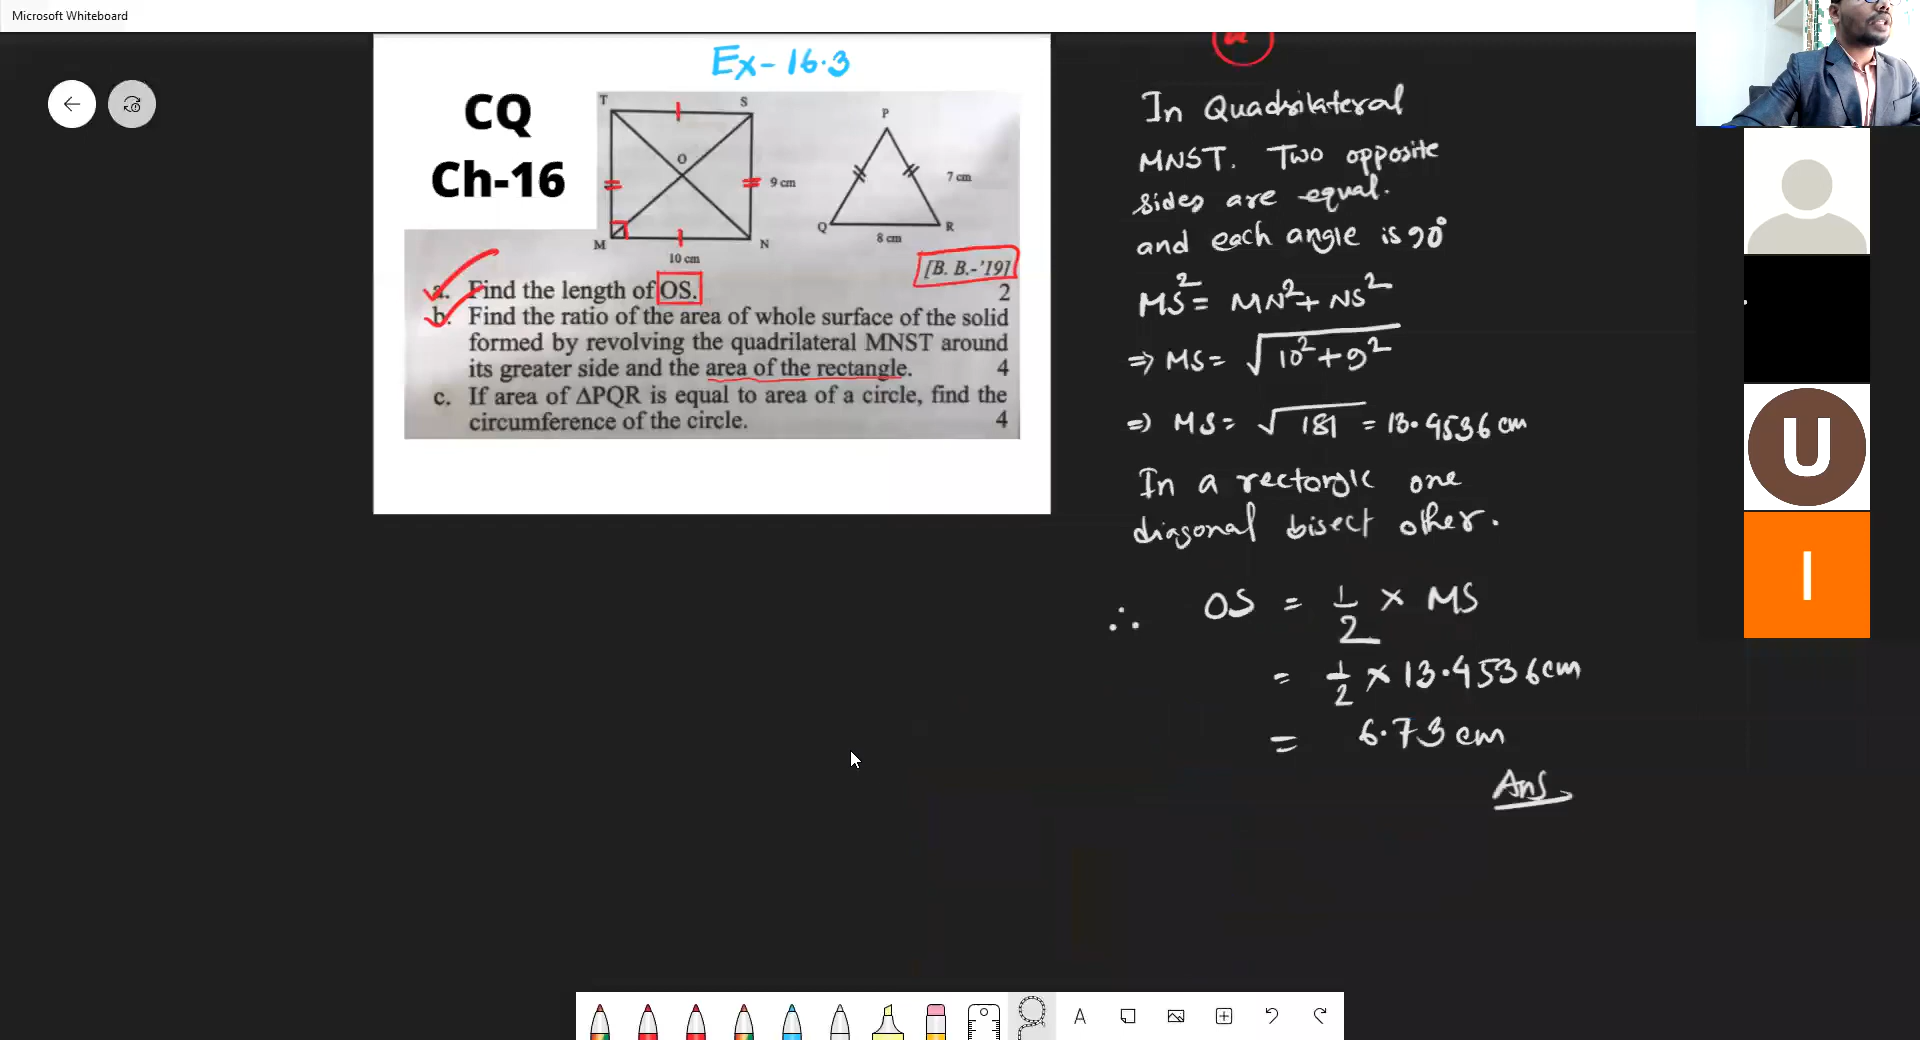 Microsoft Whiteboard
Ex-16.3
CQ
Ch-16
T
S
O
9 cm
M
N
10 cm
P
7 cm
Q
R
8 cm
[B. B.-'19]
a. Find the length of OS. 2
b. Find the ratio of the area of whole surface of the solid
formed by revolving the quadrilateral MNST around
its greater side and the area of the rectangle. 4
c. If area of ΔPQR is equal to area of a circle, find the
circumference of the circle. 4
In Quadrilateral
MNST. Two opposite
sides are equal.
and each angle is 90°
MS² = MN² + NS²
⇒ MS = √10² + 9²
⇒ MS = √181 = 13.4536 cm
In a rectangle one
diagonal bisect other.
∴ OS = 1/2 × MS
= 1/2 × 13.4536 cm
= 6.73 cm
Ans
U
I
A